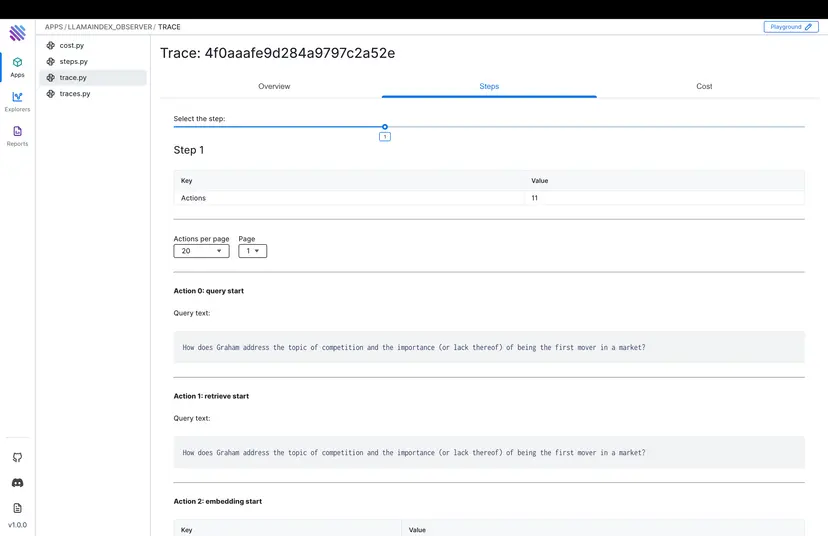 APPS / LLAMAINDEX_OBSERVER / TRACE
Playground
Apps
Explorers
Reports
v1.0.0
cost.py
steps.py
trace.py
traces.py
Trace: 4f0aaafe9d284a9797c2a52e
Overview
Steps
Cost
Select the step:
1
Step 1
Key Value
Actions 11
Actions per page Page
20 1
Action 0: query start
Query text:
How does Graham address the topic of competition and the importance (or lack thereof) of being the first mover in a market?
Action 1: retrieve start
Query text:
How does Graham address the topic of competition and the importance (or lack thereof) of being the first mover in a market?
Action 2: embedding start
Key Value